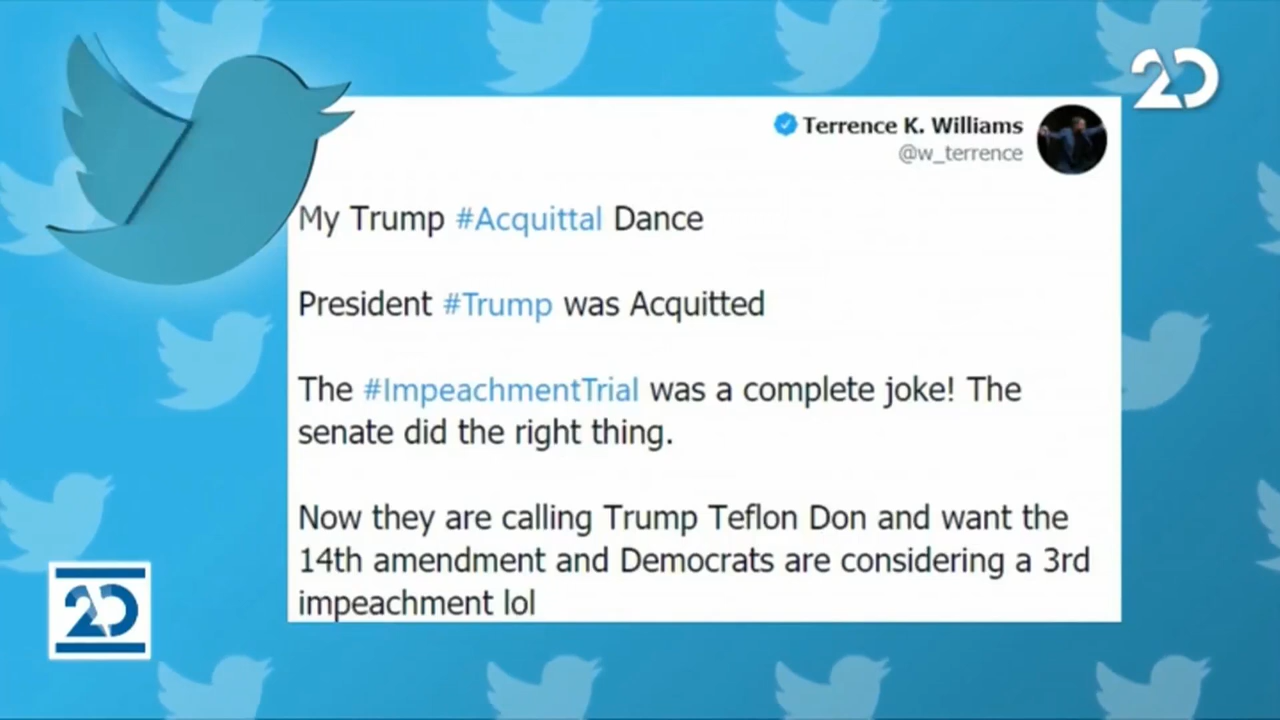 20
Terrence K. Williams
@w_terrence
My Trump #Acquittal Dance
President #Trump was Acquitted
The #ImpeachmentTrial was a complete joke! The
senate did the right thing.
Now they are calling Trump Teflon Don and want the
14th amendment and Democrats are considering a 3rd
impeachment lol
20